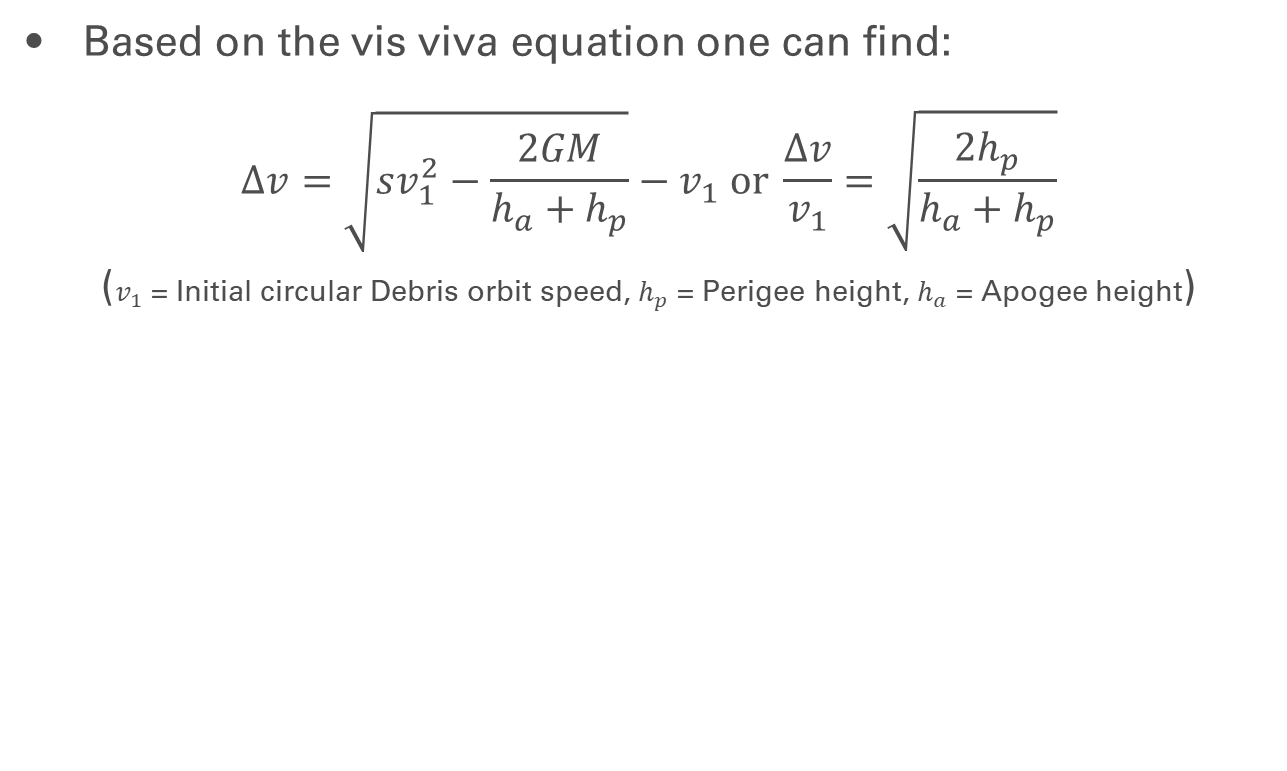 • Based on the vis viva equation one can find:
Δv = √(sv₁² − 2GM/(hₐ + hₚ)) − v₁ or Δv/v₁ = √(2hₚ/(hₐ + hₚ))
(v₁ = Initial circular Debris orbit speed, hₚ = Perigee height, hₐ = Apogee height)